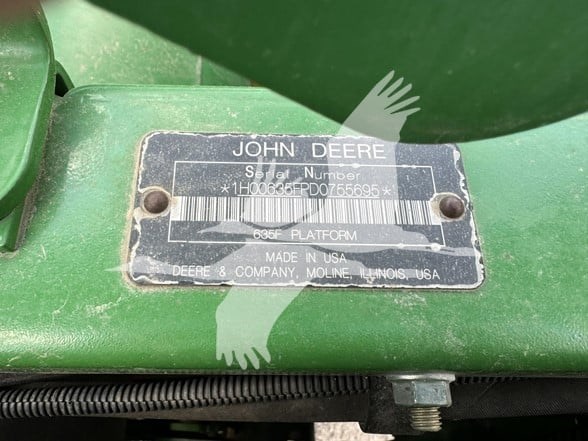 JOHN DEERE
Serial Number
*1H00635FPD0755695*
635F PLATFORM
MADE IN USA
DEERE & COMPANY, MOLINE, ILLINOIS, USA